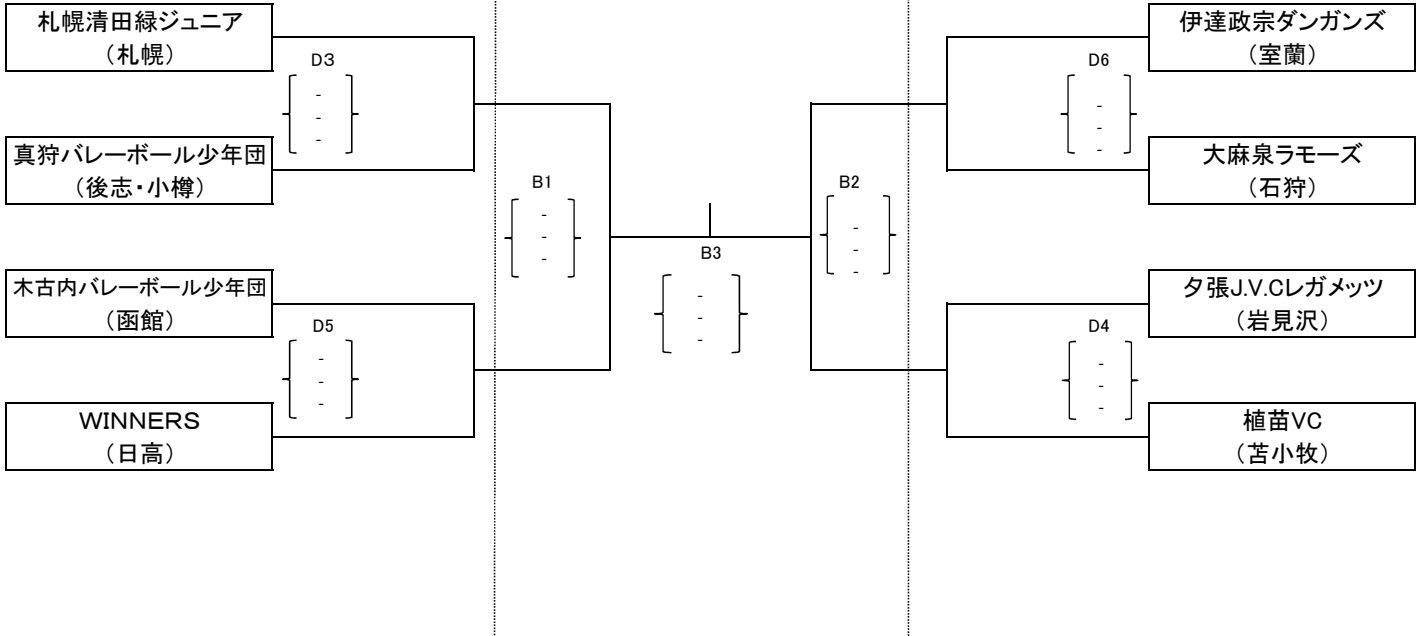 札幌清田緑ジュニア
（札幌）
D3
-
-
-
真狩バレーボール少年団
（後志・小樽）
木古内バレーボール少年団
（函館）
D5
-
-
-
WINNERS
（日高）
B1
-
-
-
B3
-
-
-
B2
-
-
-
伊達政宗ダンガンズ
（室蘭）
D6
-
-
-
大麻泉ラモーズ
（石狩）
夕張J.V.Cレガメッツ
（岩見沢）
D4
-
-
-
植苗VC
（苫小牧）